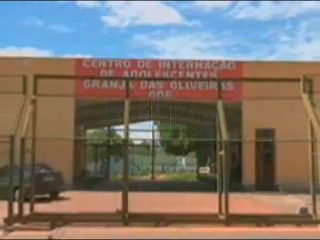 CENTRO DE INTERNAÇÃO
DE ADOLESCENTES
GRANJA DAS OLIVEIRAS